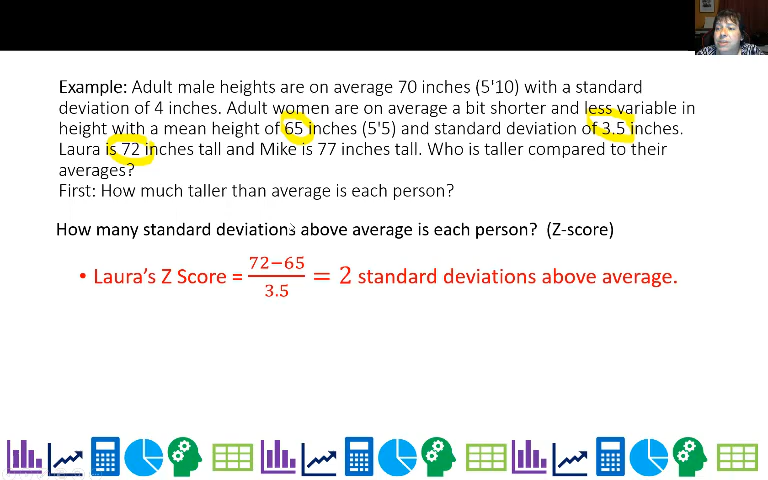 Example: Adult male heights are on average 70 inches (5'10) with a standard
deviation of 4 inches. Adult women are on average a bit shorter and less variable in
height with a mean height of 65 inches (5'5) and standard deviation of 3.5 inches.
Laura is 72 inches tall and Mike is 77 inches tall. Who is taller compared to their
averages?
First: How much taller than average is each person?
How many standard deviations above average is each person? (Z-score)
• Laura's Z Score = \frac{72−65}{3.5} = 2 standard deviations above average.